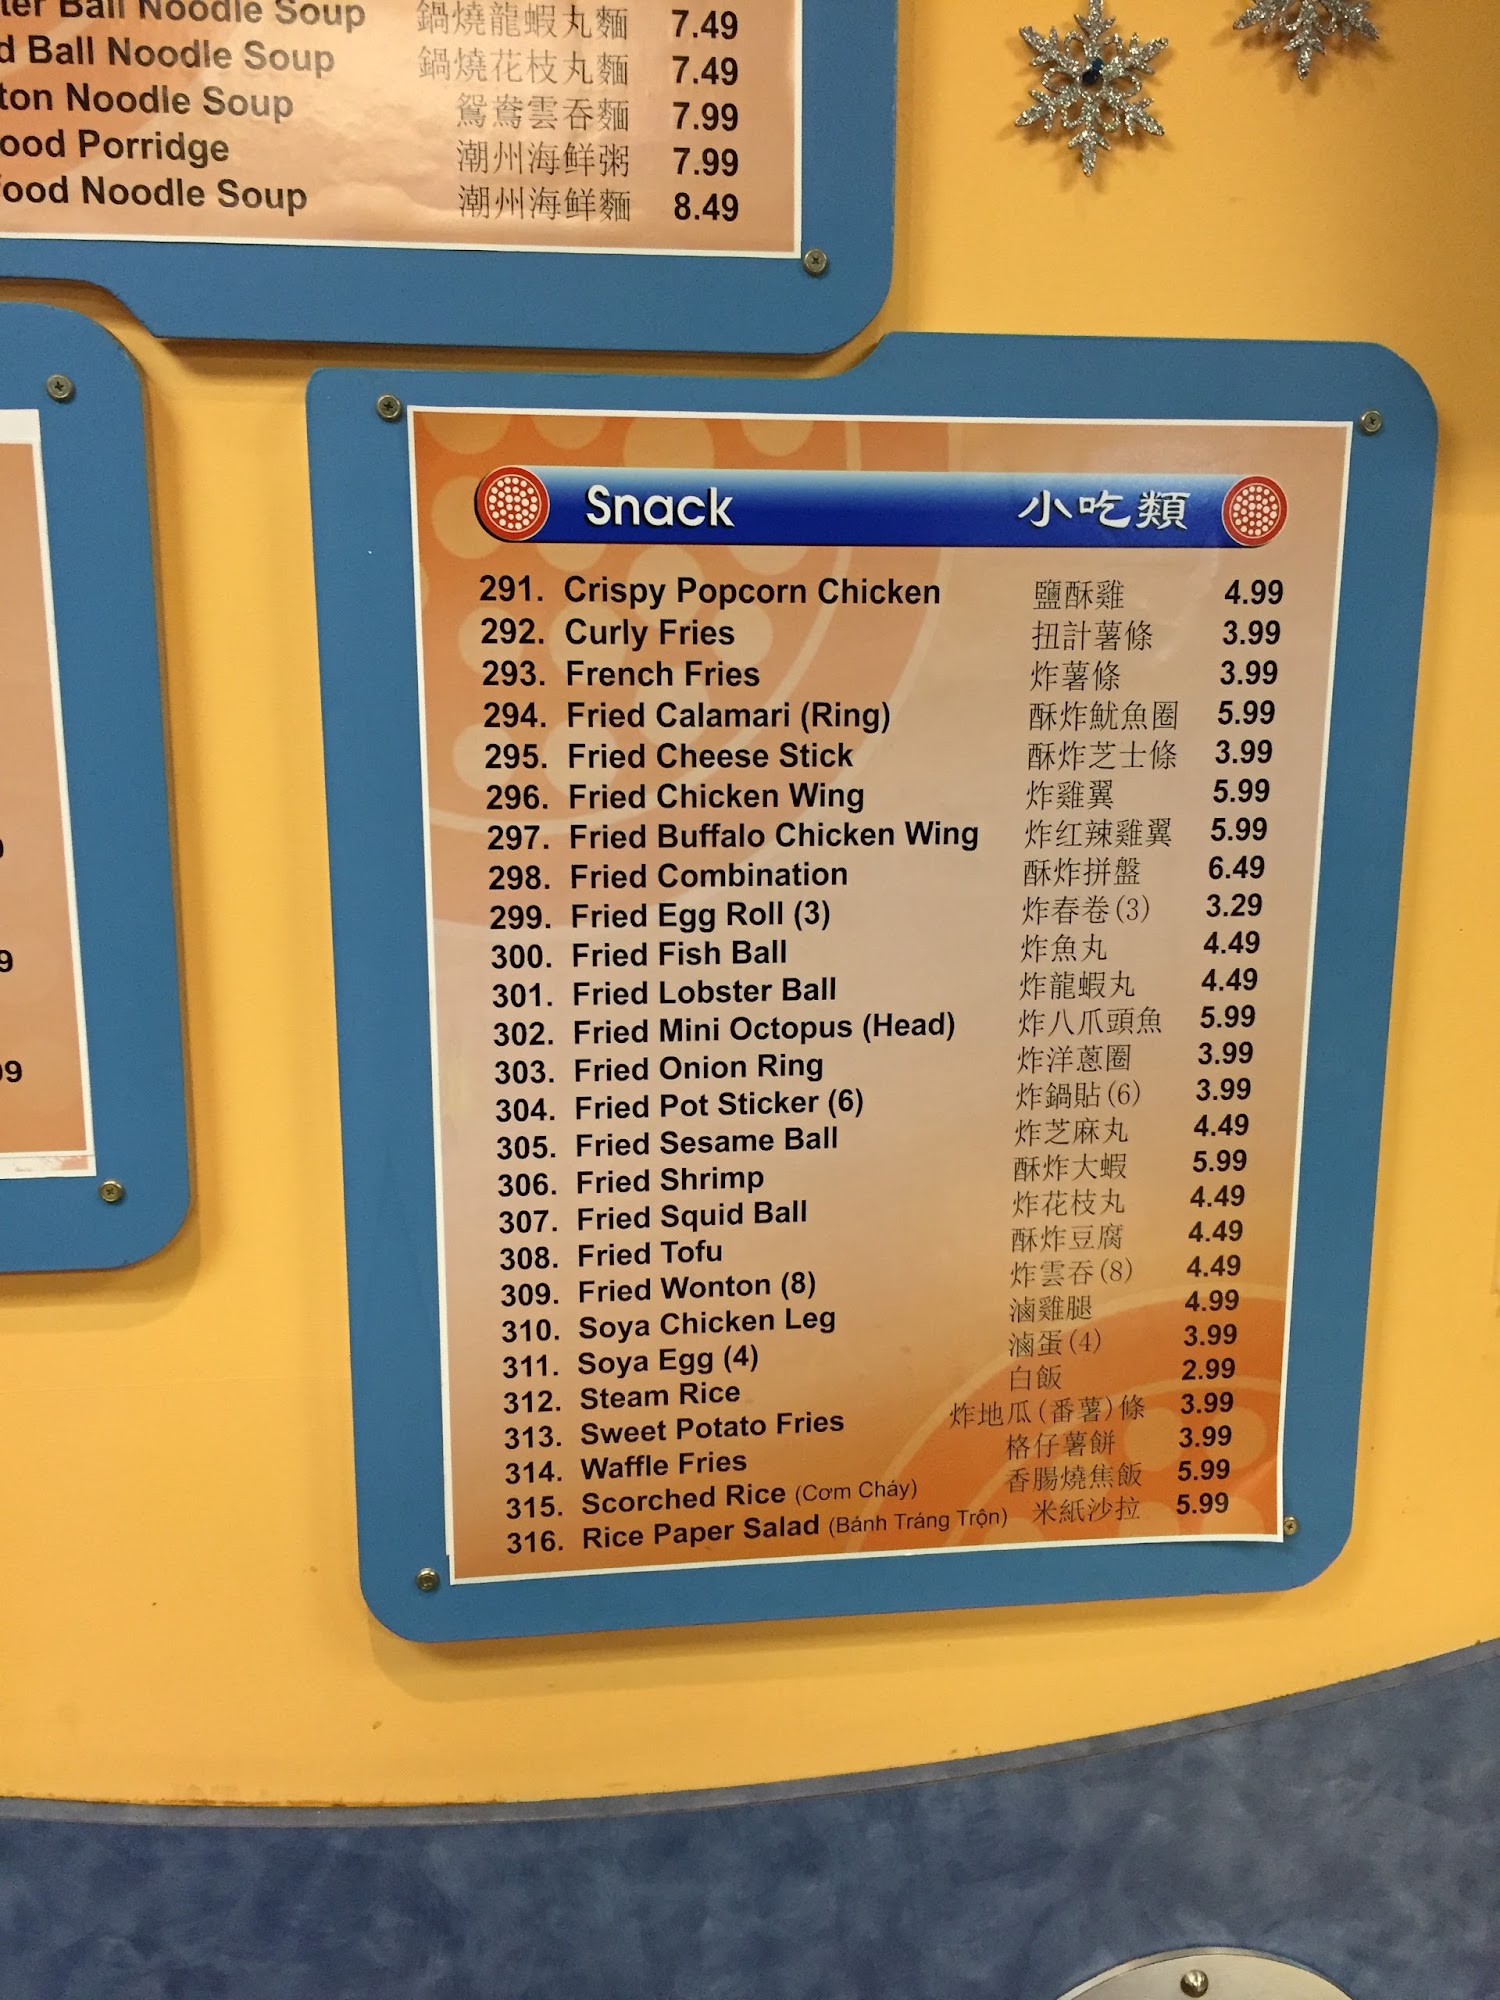 Ball Noodle Soup 鍋燒龍蝦丸麵 7.49
Ball Noodle Soup 鍋燒花枝丸麵 7.49
Noodle Soup 鴛鴦雲吞麵 7.99
Porridge 潮州海鮮粥 7.99
Noodle Soup 潮州海鮮麵 8.49
Snack 小吃類
291. Crispy Popcorn Chicken 鹽酥雞 4.99
292. Curly Fries 扭計薯條 3.99
293. French Fries 炸薯條 3.99
294. Fried Calamari (Ring) 酥炸魷魚圈 5.99
295. Fried Cheese Stick 酥炸芝士條 3.99
296. Fried Chicken Wing 炸雞翼 5.99
297. Fried Buffalo Chicken Wing 炸红辣雞翼 5.99
298. Fried Combination 酥炸拼盤 6.49
299. Fried Egg Roll (3) 炸春卷(3) 3.29
300. Fried Fish Ball 炸魚丸 4.49
301. Fried Lobster Ball 炸龍蝦丸 4.49
302. Fried Mini Octopus (Head) 炸八爪頭魚 5.99
303. Fried Onion Ring 炸洋蔥圈 3.99
304. Fried Pot Sticker (6) 炸鍋貼(6) 3.99
305. Fried Sesame Ball 炸芝麻丸 4.49
306. Fried Shrimp 酥炸大蝦 5.99
307. Fried Squid Ball 炸花枝丸 4.49
308. Fried Tofu 酥炸豆腐 4.49
309. Fried Wonton (8) 炸雲吞(8) 4.49
310. Soya Chicken Leg 滷雞腿 4.99
311. Soya Egg (4) 滷蛋(4) 3.99
312. Steam Rice 白飯 2.99
313. Sweet Potato Fries 炸地瓜(番薯)條 3.99
314. Waffle Fries 格仔薯餅 3.99
315. Scorched Rice (Cơm Cháy) 香腸燒焦飯 5.99
316. Rice Paper Salad (Bánh Tráng Trộn) 米紙沙拉 5.99